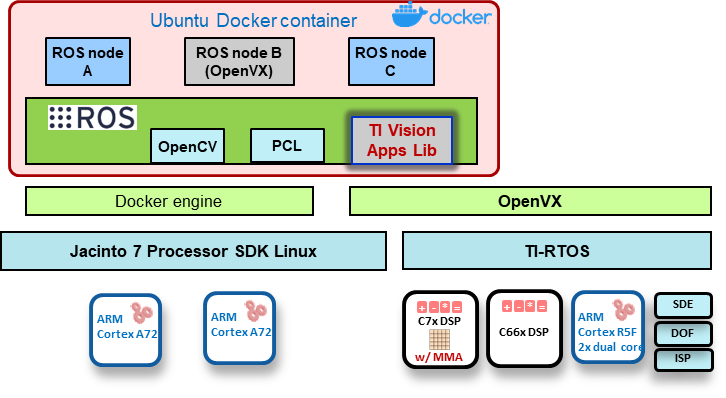 Ubuntu Docker container
docker
ROS node
A
ROS node B
(OpenVX)
ROS node
C
ROS
OpenCV
PCL
TI Vision
Apps Lib
Docker engine
OpenVX
Jacinto 7 Processor SDK Linux
TI-RTOS
ARM
Cortex A72
ARM
Cortex A72
+ - * =
C7x DSP
w/ MMA
+ - * =
C66x DSP
ARM
Cortex R5F
2x dual core
SDE
DOF
ISP